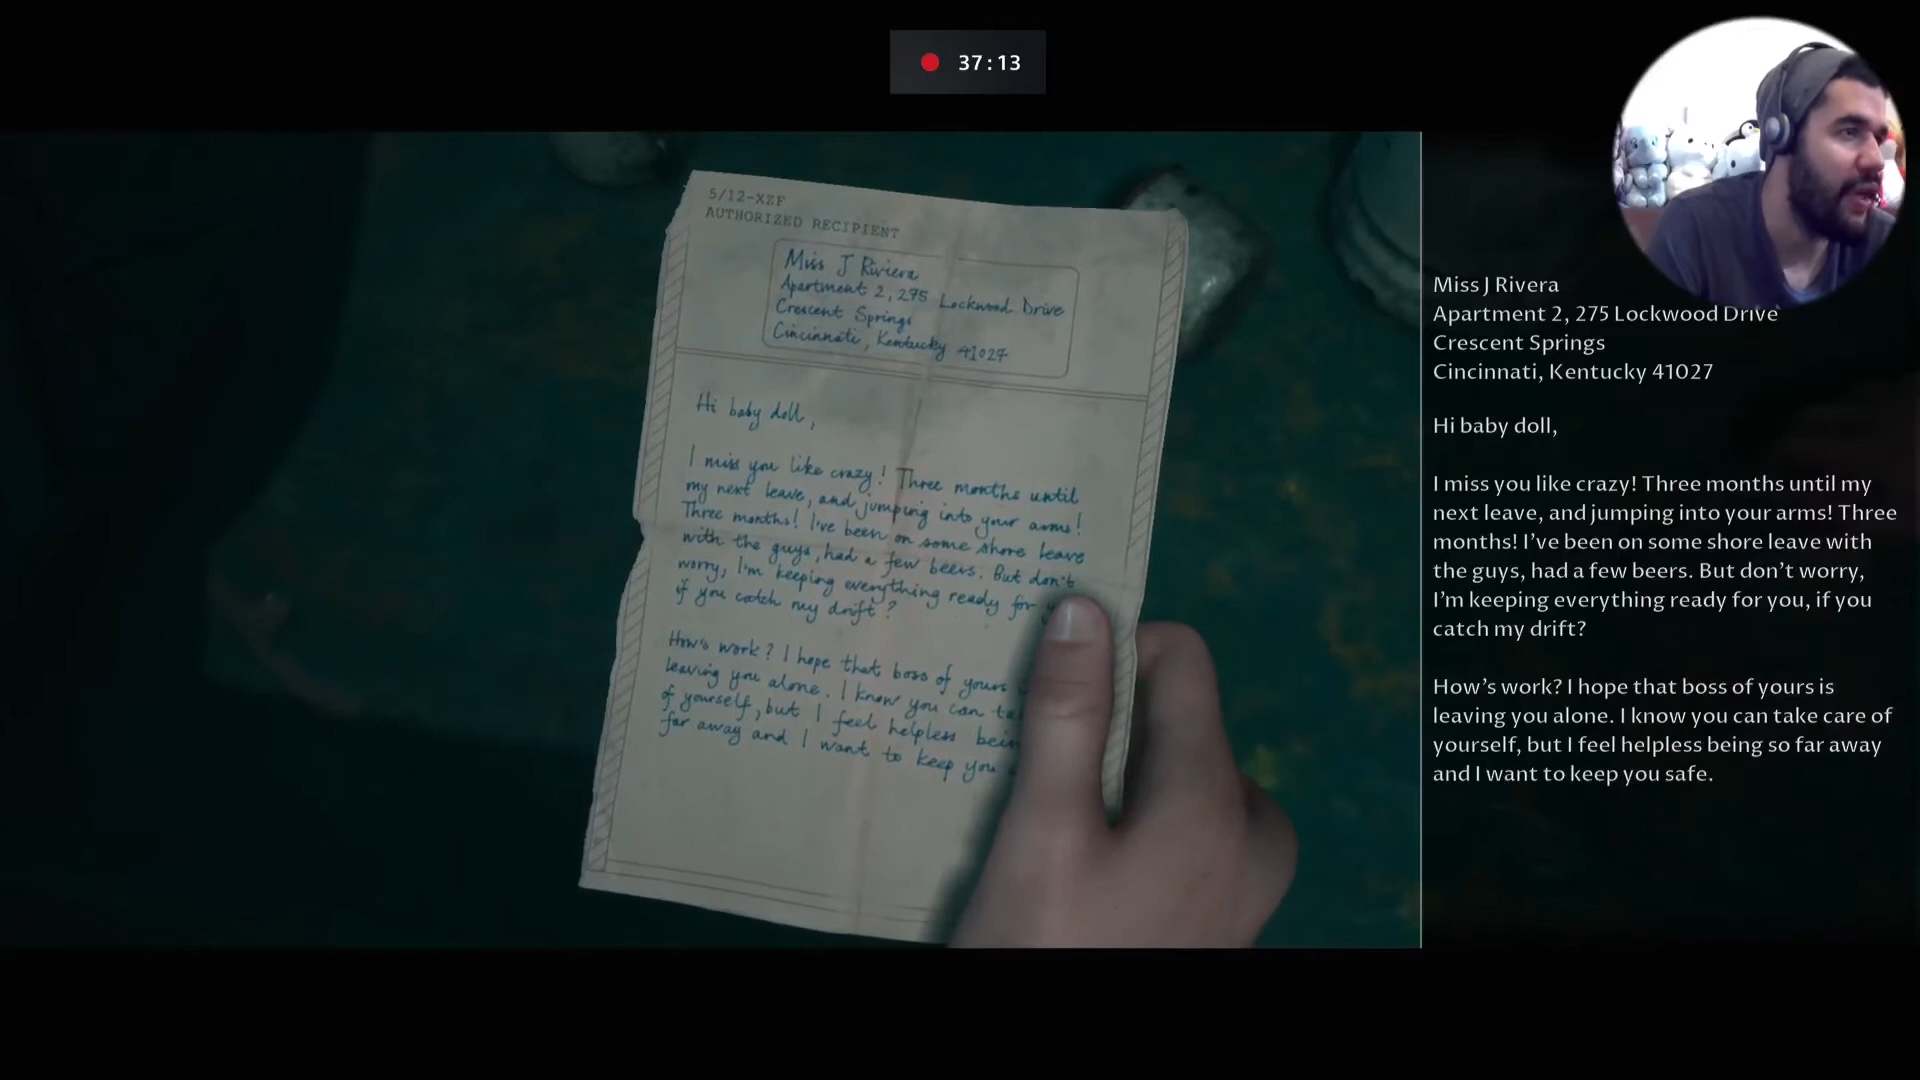 37:13
5/12-XZF
AUTHORIZED RECIPIENT
Miss J Riviera
Apartment 2, 275 Lockwood Drive
Crescent Springs
Cincinnati, Kentucky 41027
Hi baby doll,
I miss you like crazy! Three months until
my next leave, and jumping into your arms!
Three months! I've been on some shore leave
with the guys, had a few beers. But don't
worry, I'm keeping everything ready for
if you catch my drift?
How's work? I hope that boss of yours
leaving you alone. I know you can
of yourself, but I feel helpless
far away and I want to keep you
Miss J Rivera
Apartment 2, 275 Lockwood Drive
Crescent Springs
Cincinnati, Kentucky 41027
Hi baby doll,
I miss you like crazy! Three months until my
next leave, and jumping into your arms! Three
months! I've been on some shore leave with
the guys, had a few beers. But don't worry,
I'm keeping everything ready for you, if you
catch my drift?
How's work? I hope that boss of yours is
leaving you alone. I know you can take care of
yourself, but I feel helpless being so far away
and I want to keep you safe.